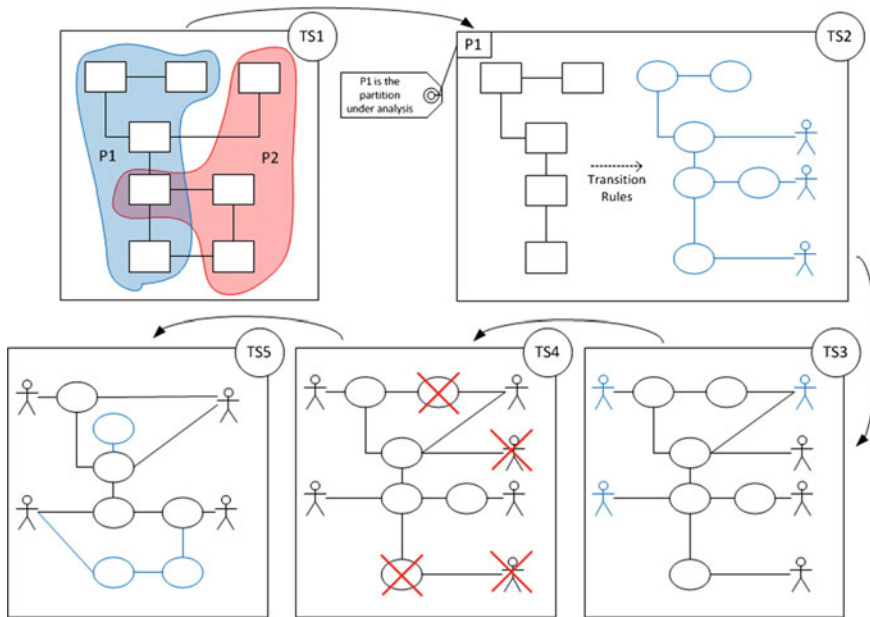 TS1
P1
P2
P1
P1 is the
partition
under analysis
TS2
Transition
Rules
TS5
TS4
TS3